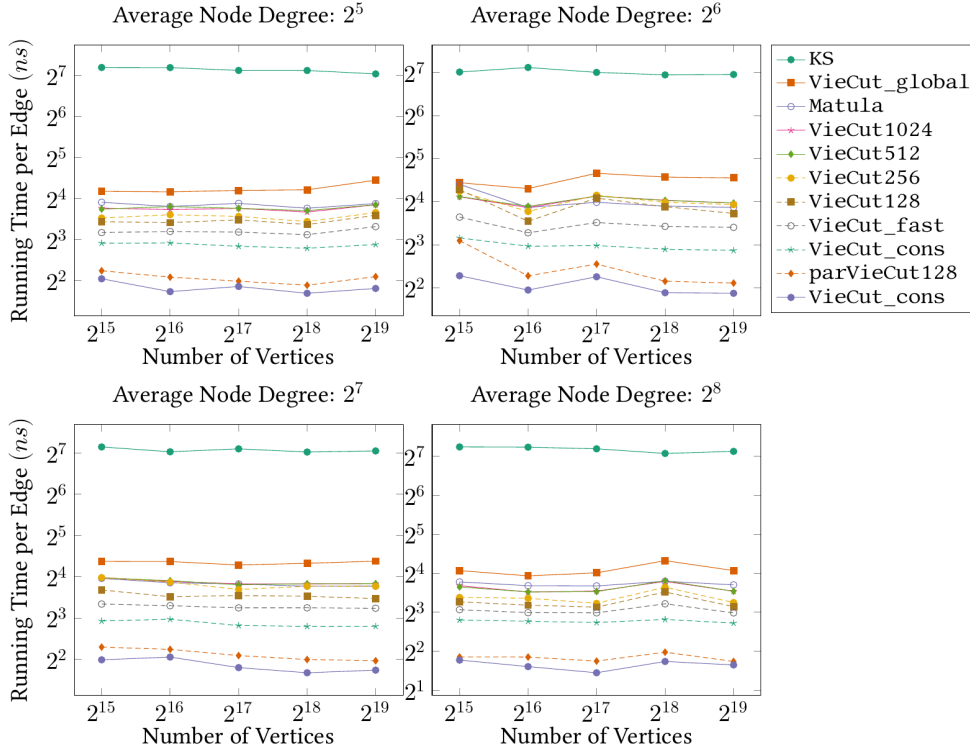 Average Node Degree: 2^5
Running Time per Edge (ns)
2^7
2^6
2^5
2^4
2^3
2^2
2^15 2^16 2^17 2^18 2^19
Number of Vertices
Average Node Degree: 2^6
2^7
2^6
2^5
2^4
2^3
2^2
2^15 2^16 2^17 2^18 2^19
Number of Vertices
KS
VieCut_global
Matula
VieCut1024
VieCut512
VieCut256
VieCut128
VieCut_fast
VieCut_cons
parVieCut128
VieCut_cons
Average Node Degree: 2^7
Running Time per Edge (ns)
2^7
2^6
2^5
2^4
2^3
2^2
2^15 2^16 2^17 2^18 2^19
Number of Vertices
Average Node Degree: 2^8
2^7
2^6
2^5
2^4
2^3
2^2
2^1
2^15 2^16 2^17 2^18 2^19
Number of Vertices